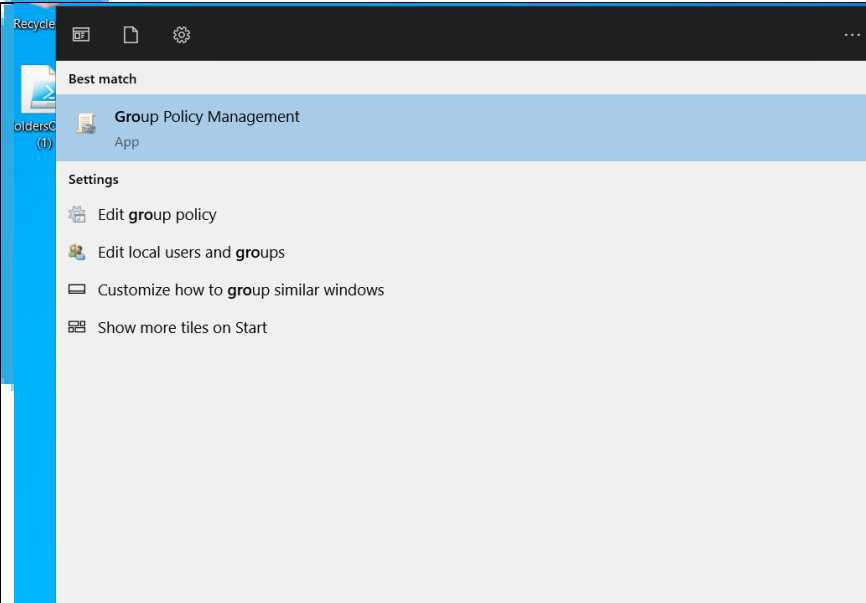 Recycle
oldersC
(1)
...
Best match
Group Policy Management
App
Settings
Edit group policy
Edit local users and groups
Customize how to group similar windows
Show more tiles on Start